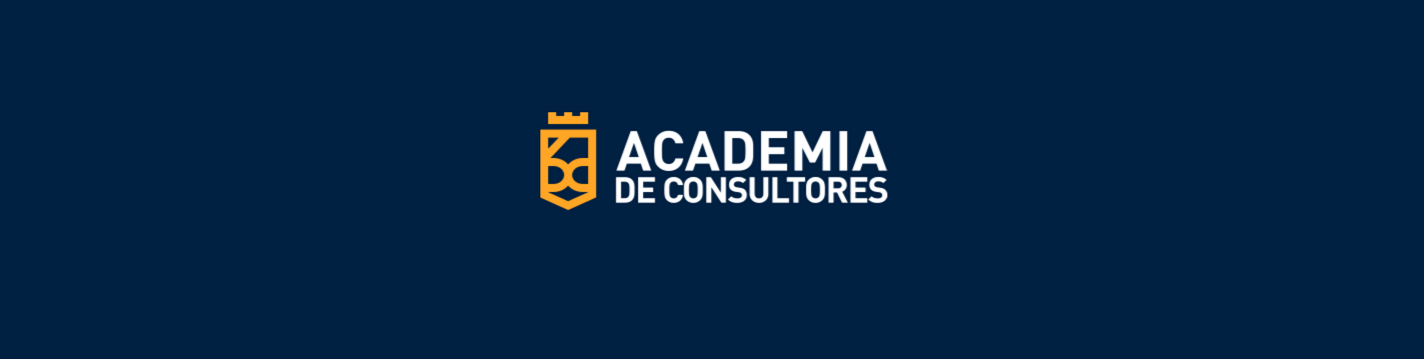 ACADEMIA
DE CONSULTORES